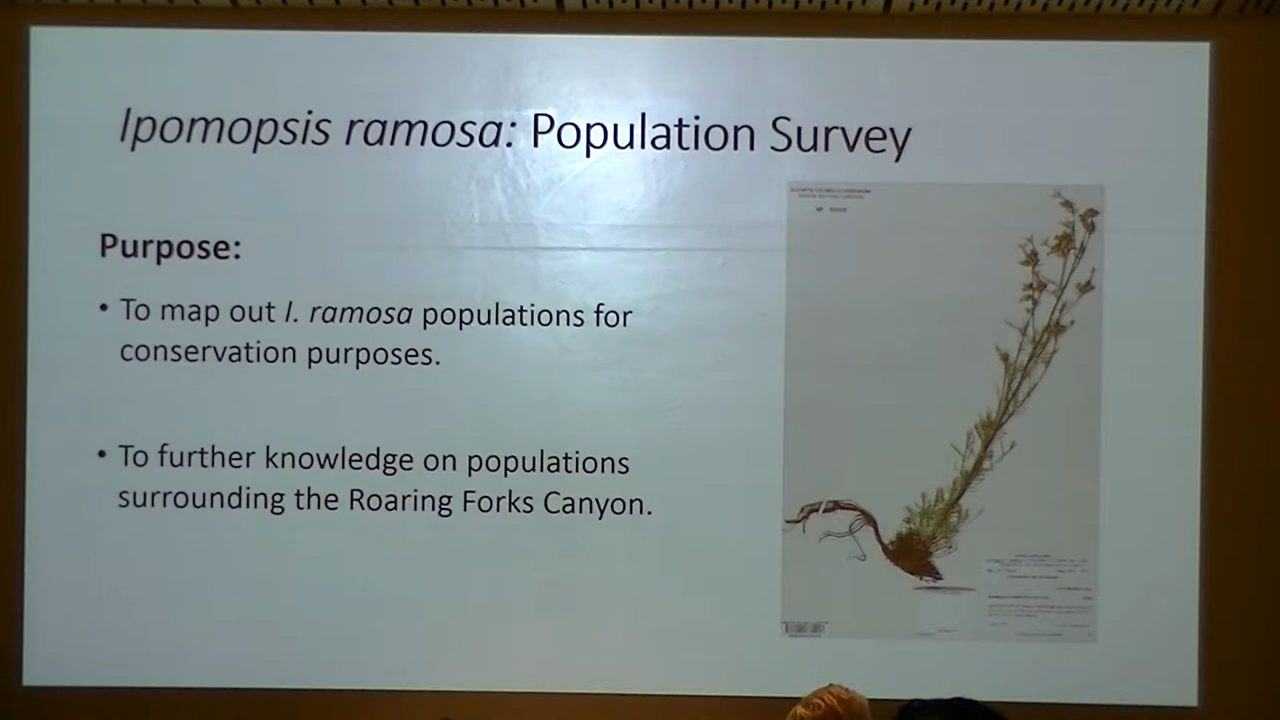 Ipomopsis ramosa: Population Survey
Purpose:
• To map out I. ramosa populations for
conservation purposes.
• To further knowledge on populations
surrounding the Roaring Forks Canyon.